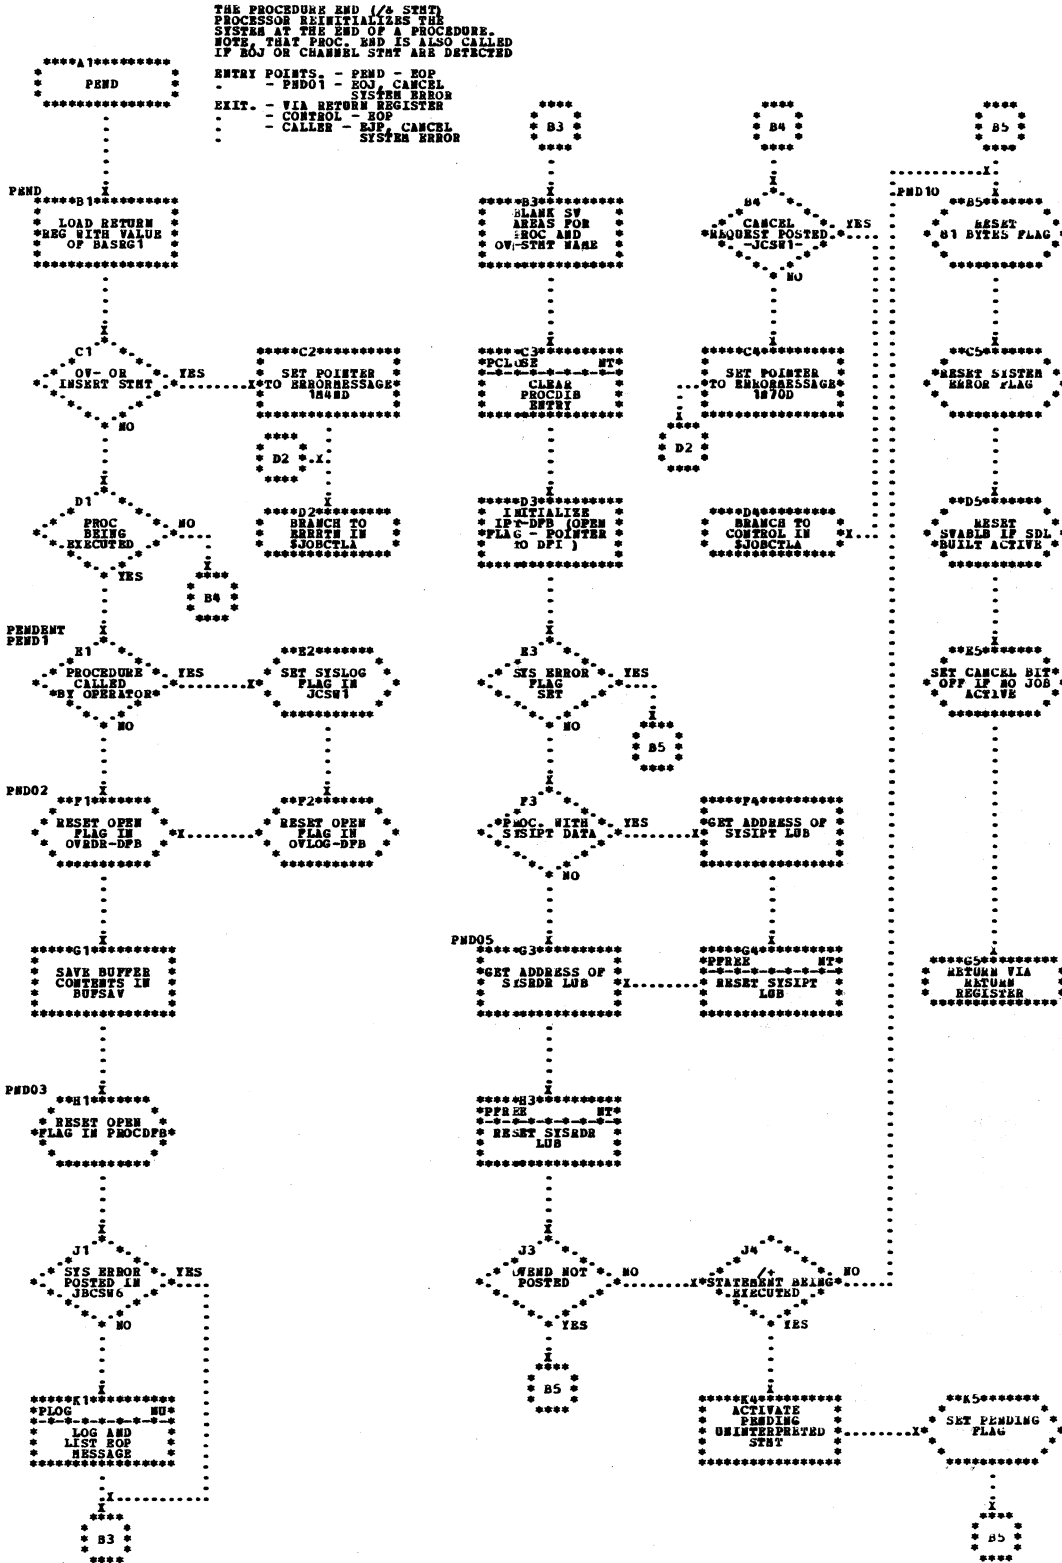 THE PROCEDURE END (/& STMT)
PROCESSOR REINITIALIZES THE
SYSTEM AT THE END OF A PROCEDURE.
NOTE, THAT PROC. END IS ALSO CALLED
IF EOJ OR CHANNEL STMT ARE DETECTED
ENTRY POINTS. - PEND - EOP
. - PND01 - EOJ, CANCEL
SYSTEM ERROR
EXIT. - VIA RETURN REGISTER
. - CONTROL - EOP
. - CALLER - EJP, CANCEL
. SYSTEM ERROR
A1
PEND
PEND
B1
LOAD RETURN
REG WITH VALUE
OF BASRG1
C1
OV- OR
INSERT STMT
YES
NO
C2
SET POINTER
TO ERRORMESSAGE
D2
D1
PROC
BEING
EXECUTED
NO
YES
B4
D2
BRANCH TO
ERRRTN IN
$JOBCTLA
PENDENT
PEND1
E1
PROCEDURE
CALLED
BY OPERATOR
YES
NO
E2
SET SYSLOG
FLAG IN
JCSW1
PND02
F1
RESET OPEN
FLAG IN
OVRDR-DFB
F2
RESET OPEN
FLAG IN
OVLOG-DFB
G1
SAVE BUFFER
CONTENTS IN
BUFSAV
PND03
H1
RESET OPEN
FLAG IN PROCDFB
J1
SYS ERROR
POSTED IN
JBCSW6
YES
NO
K1
PLOG NU
LOG AND
LIST EOP
MESSAGE
B3
B3
B3
BLANK SV
AREAS FOR
PROC AND
OV-STMT NAME
C3
PCLOSE NT
CLEAR
PROCDIB
ENTRY
D3
INITIALIZE
IPT-DFB (OPEN
FLAG - POINTER
TO DPI )
E3
SYS ERROR
FLAG
SET
YES
NO
B5
F3
PROC. WITH
SYSIPT DATA
YES
NO
F4
GET ADDRESS OF
SYSIPT LUB
PND05
G3
GET ADDRESS OF
SYSRDR LUB
G4
PFREE NT
RESET SYSIPT
LUB
H3
PFREE NT
RESET SYSRDR
LUB
J3
OVEND NOT
POSTED
NO
YES
B5
J4
/+
STATEMENT BEING
EXECUTED
NO
YES
K4
ACTIVATE
PENDING
UNINTERPRETED
STMT
K5
SET PENDING
FLAG
B5
B4
B4
CANCEL
REQUEST POSTED
-JCSW1-
YES
NO
C4
SET POINTER
TO ERRORMESSAGE
1N70D
D2
D4
BRANCH TO
CONTROL IN
$JOBCTLA
B5
PND10
B5
RESET
81 BYTES FLAG
C5
RESET SYSTEM
ERROR FLAG
D5
RESET
SVABLB IF SDL
BUILT ACTIVE
E5
SET CANCEL BIT
OFF IF NO JOB
ACTIVE
G5
RETURN VIA
RETURN
REGISTER